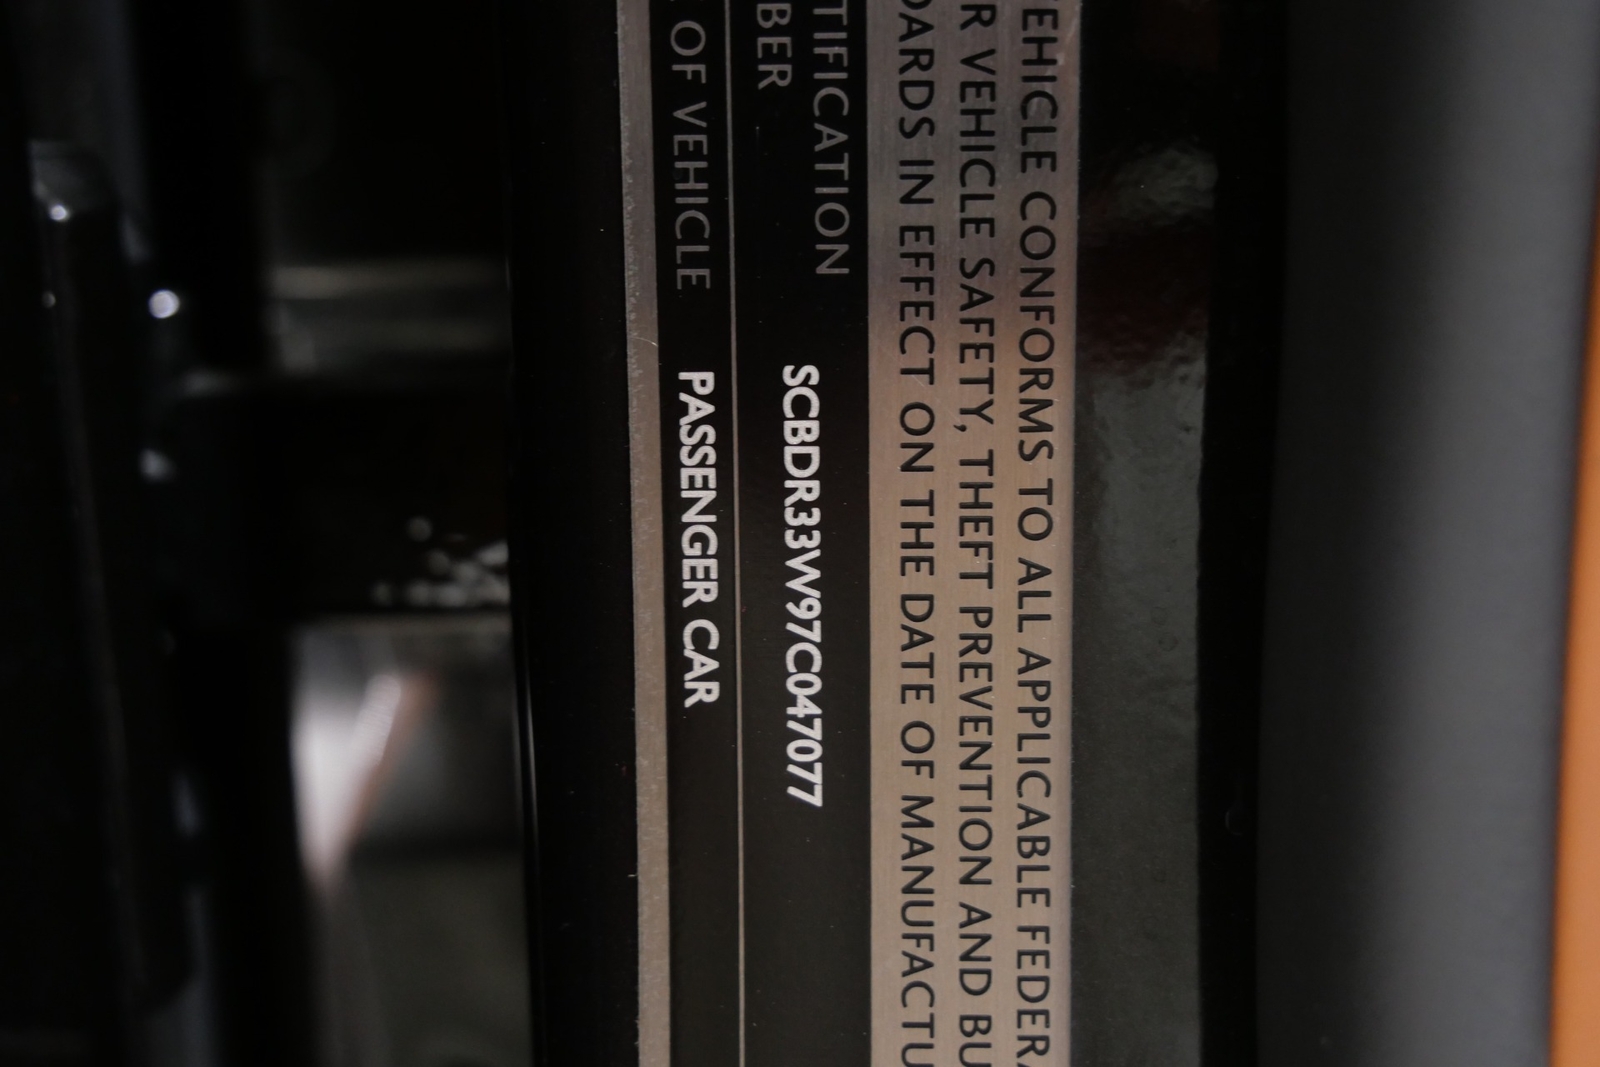 EHICLE CONFORMS TO ALL APPLICABLE FEDERA
R VEHICLE SAFETY, THEFT PREVENTION AND BU
DARDS IN EFFECT ON THE DATE OF MANUFACTU
TIFICATION
BER
SCBDR33W97C047077
OF VEHICLE
PASSENGER CAR